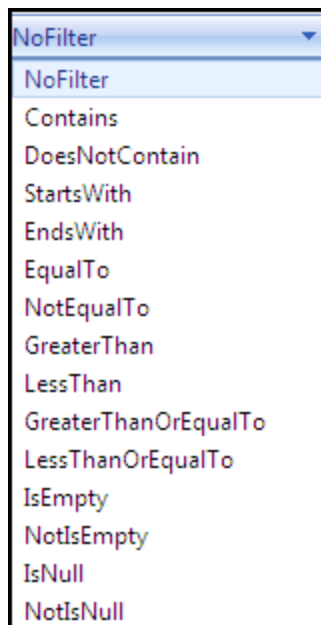 NoFilter
NoFilter
Contains
DoesNotContain
StartsWith
EndsWith
EqualTo
NotEqualTo
GreaterThan
LessThan
GreaterThanOrEqualTo
LessThanOrEqualTo
IsEmpty
NotIsEmpty
IsNull
NotIsNull